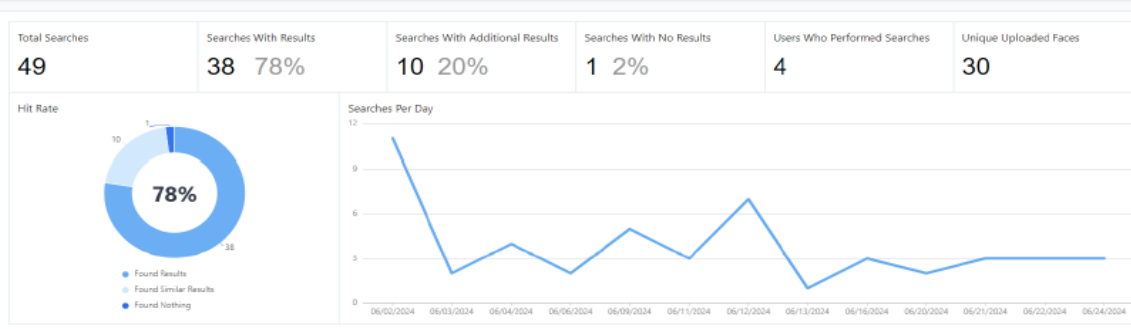 Total Searches
49
Searches With Results
38 78%
Searches With Additional Results
10 20%
Searches With No Results
1 2%
Users Who Performed Searches
4
Unique Uploaded Faces
30
Hit Rate
1
10
78%
38
Found Results
Found Similar Results
Found Nothing
Searches Per Day
12
9
6
3
0
06/02/2024 06/03/2024 06/04/2024 06/06/2024 06/09/2024 06/11/2024 06/12/2024 06/13/2024 06/16/2024 06/20/2024 06/21/2024 06/22/2024 06/24/2024